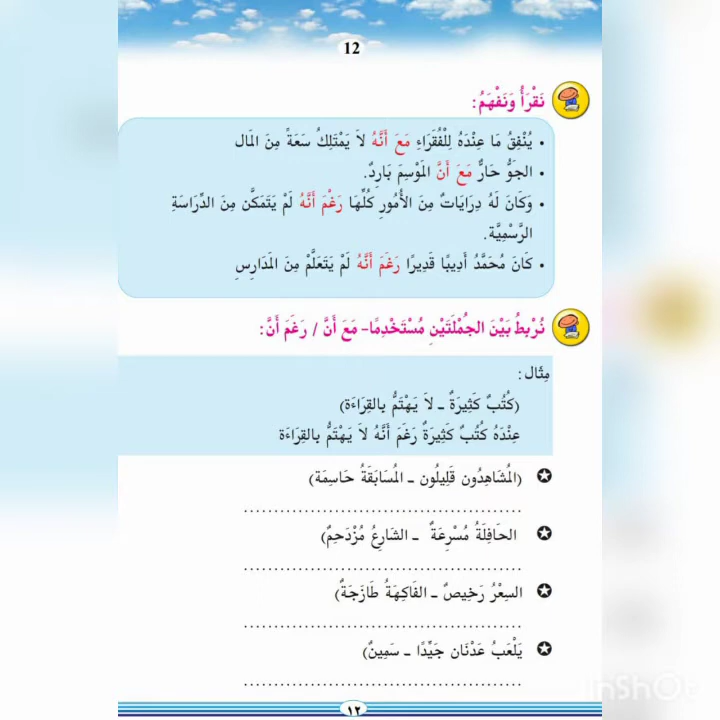 12
نَقْرَأُ وَنَفْهَمُ:
• يُنْفِقُ مَا عِنْدَهُ لِلْفُقَرَاءِ مَعَ أَنَّهُ لاَ يَمْتَلِكُ سَعَةً مِنَ المَال
• الجَوُّ حَارٌّ مَعَ أَنَّ المَوْسِمَ بَارِدٌ.
• وَكَانَ لَهُ دِرَايَاتٌ مِنَ الأُمُورِ كُلِّهَا رَغْمَ أَنَّهُ لَمْ يَتَمَكَّن مِنَ الدِّرَاسَةِ
الرَّسْمِيَّة.
• كَانَ مُحَمَّدُ أَدِيبًا قَدِيرًا رَغَمَ أَنَّهُ لَمْ يَتَعَلَّمْ مِنَ المَدَارِسِ
نُرْبِطُ بَيْنَ الجُمْلَتَيْنِ مُسْتَخْدِمًا- مَعَ أَنَّ / رَغَمَ أَنَّ:
مِثَال:
(كُتُبٌ كَثِيرَةٌ ـ لاَ يَهْتَمُّ بالقِرَاءَة)
عِنْدَهُ كُتُبٌ كَثِيرَةٌ رَغَمَ أَنَّهُ لاَ يَهْتَمُّ بالقِرَاءَة
(المُشَاهِدُون قَلِيلُون ـ المُسَابَقَةُ حَاسِمَة)
..............................................
الحَافِلَةُ مُسْرِعَةٌ ـ الشَارِعُ مُزْدَحِمٌ)
..............................................
السِعْرُ رَخِيصٌ ـ الفَاكِهَةُ طَازَجَةٌ)
..............................................
يَلْعَبُ عَدْنَان جَيِّدًا ـ سَمِينٌ)
..............................................
InShOt
١٢